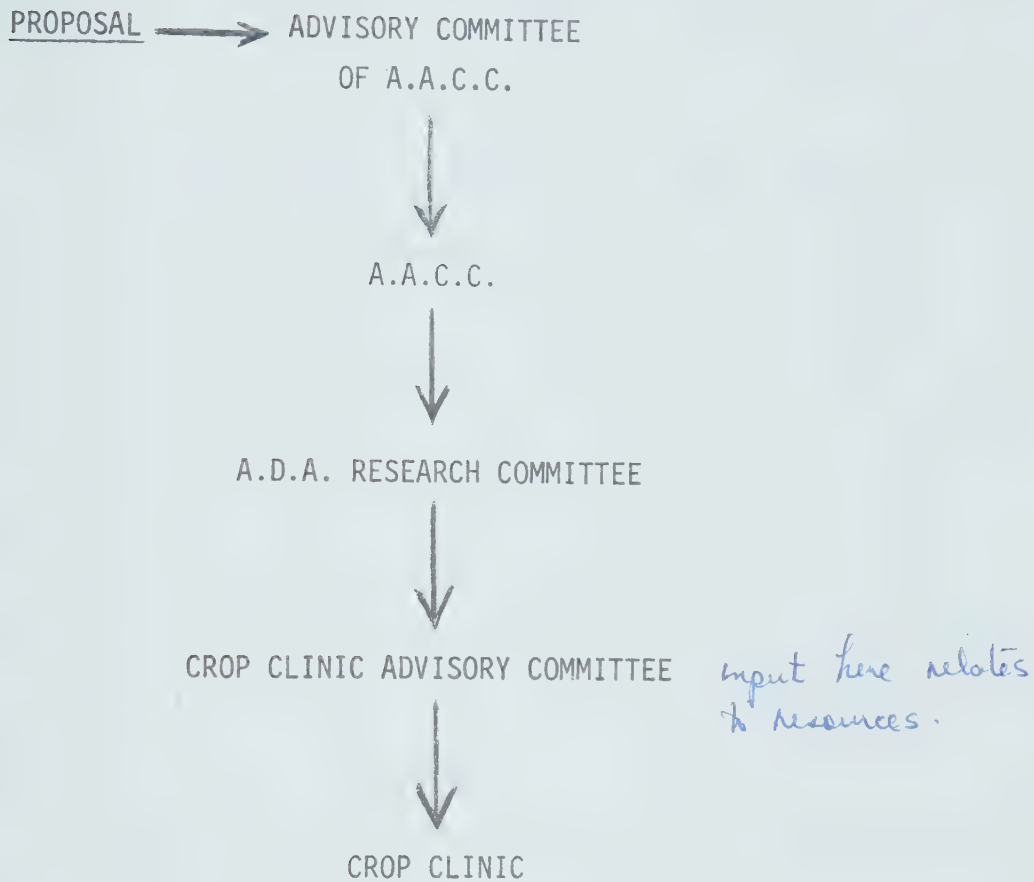 PROPOSAL ADVISORY COMMITTEE
OF A.A.C.C.
A.A.C.C.
A.D.A. RESEARCH COMMITTEE
CROP CLINIC ADVISORY COMMITTEE input here relates
to resources.
CROP CLINIC